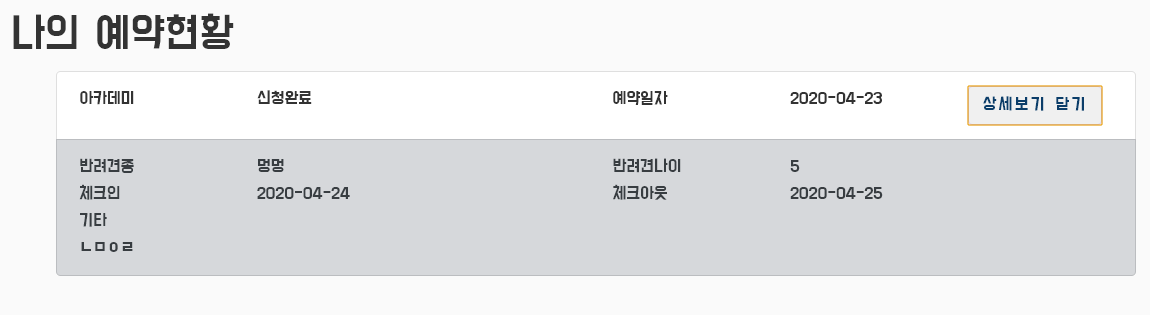 나의 예약현황
아카데미 신청완료 예약일자 2020-04-23 상세보기 닫기
반려견종 멍멍 반려견나이 5
체크인 2020-04-24 체크아웃 2020-04-25
기타
ㄴㅁㅇㄹ